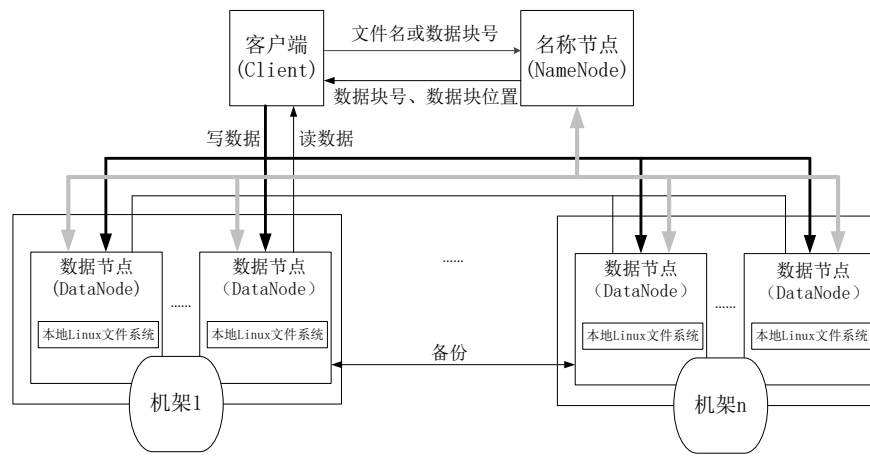 客户端
(Client)
文件名或数据块号
名称节点
(NameNode)
数据块号、数据块位置
写数据
读数据
数据节点
(DataNode)
本地Linux文件系统
......
数据节点
（DataNode）
本地Linux文件系统
机架1
......
备份
数据节点
（DataNode）
本地Linux文件系统
......
数据节点
（DataNode）
本地Linux文件系统
机架n